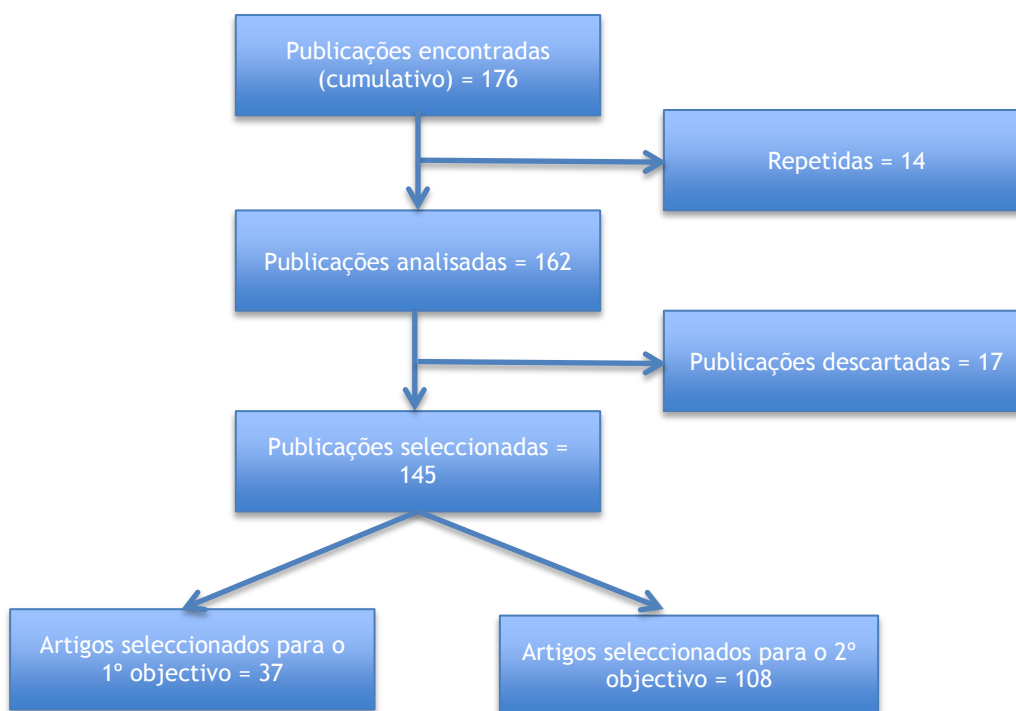 Publicações encontradas
(cumulativo) = 176
Repetidas = 14
Publicações analisadas = 162
Publicações descartadas = 17
Publicações seleccionadas =
145
Artigos seleccionados para o
1º objectivo = 37
Artigos seleccionados para o 2º
objectivo = 108